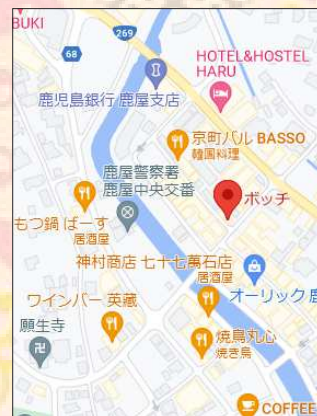 BUKI
269
68
HOTEL&HOSTEL
HARU
鹿児島銀行 鹿屋支店
京町バル BASSO
韓国料理
鹿屋警察署
鹿屋中央交番
ボッチ
もつ鍋 ばーす
居酒屋
神村商店 七十七萬石店
居酒屋
ワインバー 英蔵
オーリック 鹿
願生寺
焼鳥丸心
焼き鳥
COFFEE